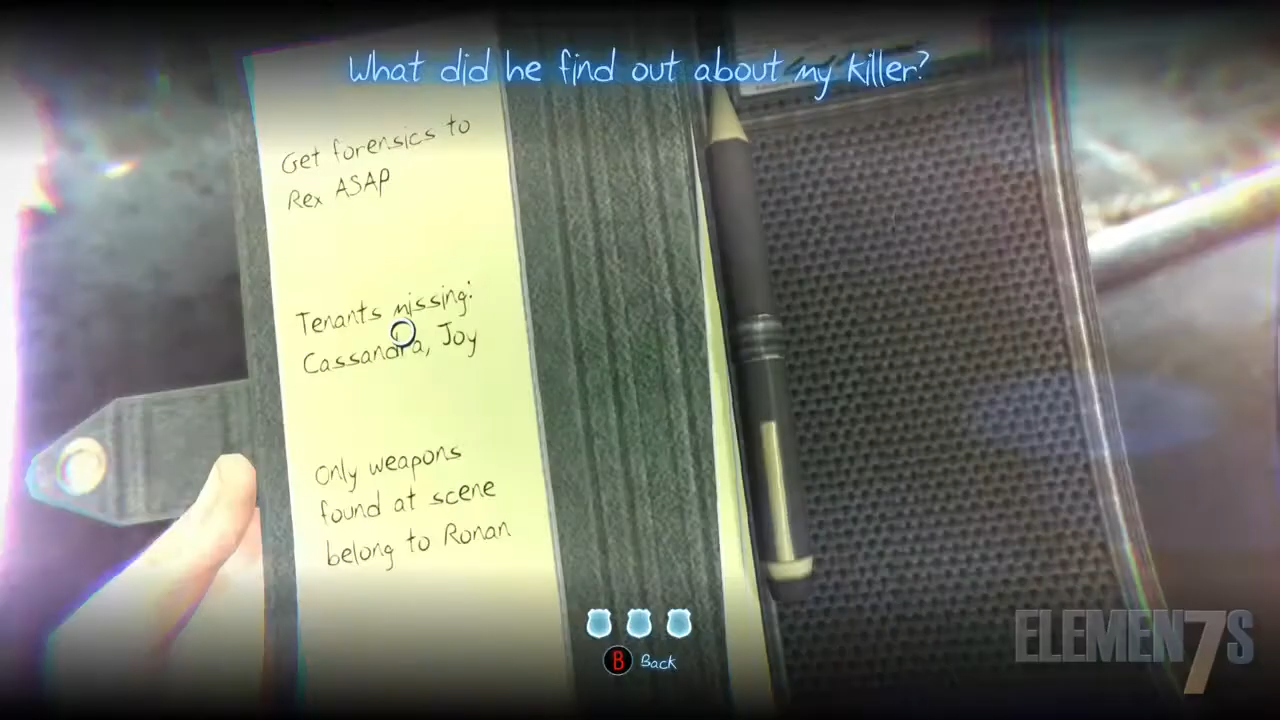 What did he find out about my killer?
Get forensics to
Rex ASAP
Tenants missing:
Cassandra, Joy
Only weapons
found at scene
belong to Ronan
B Back
ELEMEN7S